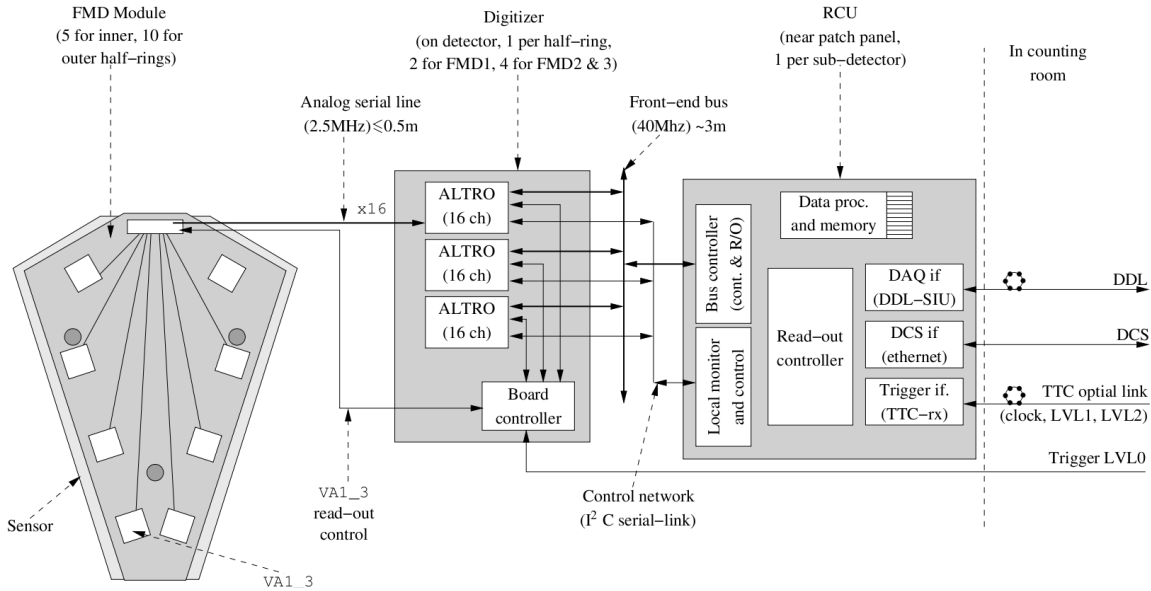 FMD Module
(5 for inner, 10 for
outer half−rings)
Digitizer
(on detector, 1 per half−ring,
2 for FMD1, 4 for FMD2 & 3)
RCU
(near patch panel,
1 per sub−detector)
In counting
room
Analog serial line
(2.5MHz)⩽0.5m
Front−end bus
(40Mhz) ~3m
x16
ALTRO
(16 ch)
ALTRO
(16 ch)
ALTRO
(16 ch)
Board
controller
Bus controller
(cont. & R/O)
Local monitor
and control
Data proc.
and memory
Read−out
controller
DAQ if
(DDL−SIU)
DCS if
(ethernet)
Trigger if.
(TTC−rx)
DDL
DCS
TTC optial link
(clock, LVL1, LVL2)
Trigger LVL0
Control network
(I² C serial−link)
VA1_3
read−out
control
Sensor
VA1_3